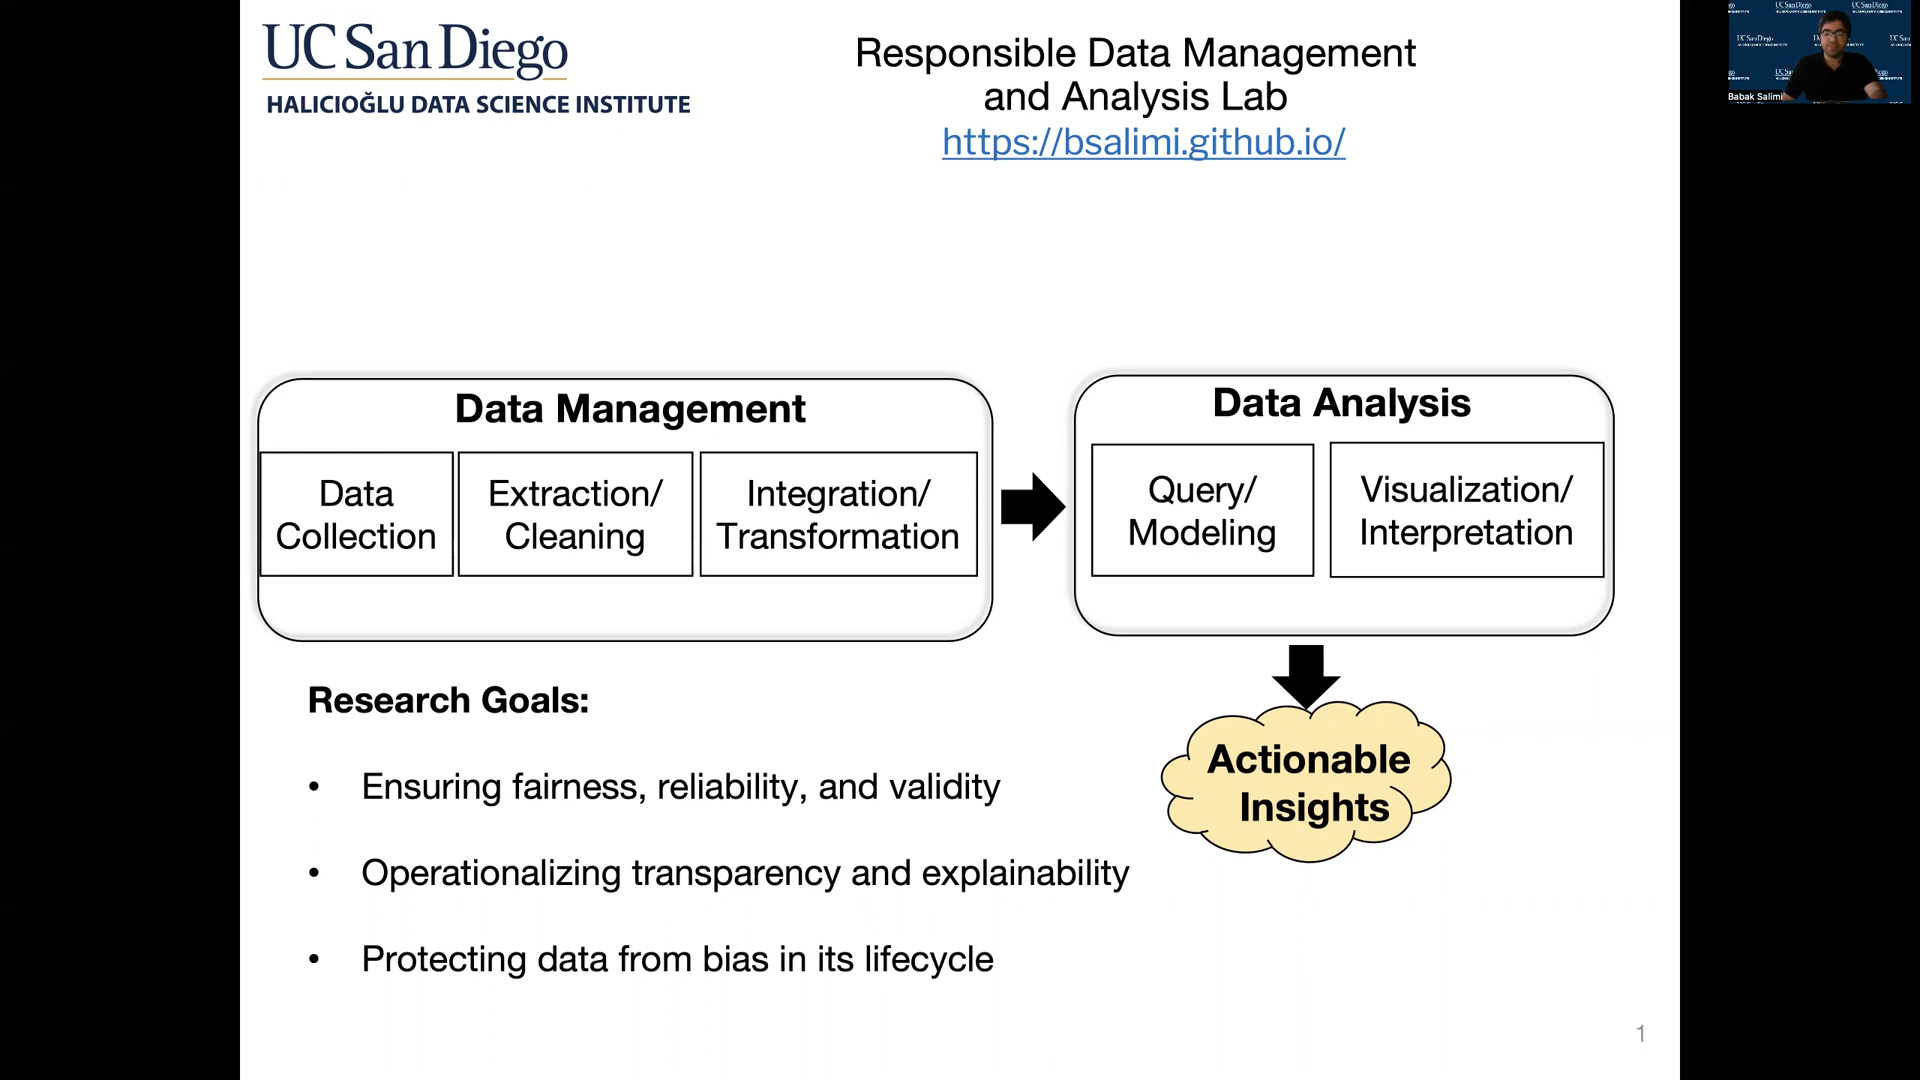 UC San Diego
HALICIOĞLU DATA SCIENCE INSTITUTE
Responsible Data Management
and Analysis Lab
https://bsalimi.github.io/
Babak Salimi
Data Management
Data
Collection
Extraction/
Cleaning
Integration/
Transformation
Data Analysis
Query/
Modeling
Visualization/
Interpretation
Research Goals:
• Ensuring fairness, reliability, and validity
• Operationalizing transparency and explainability
• Protecting data from bias in its lifecycle
Actionable
Insights
1